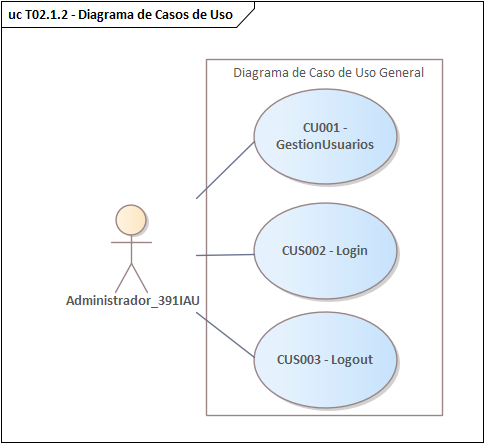 uc T02.1.2 - Diagrama de Casos de Uso
Diagrama de Caso de Uso General
CU001 -
GestionUsuarios
CUS002 - Login
Administrador_391IAU
CUS003 - Logout